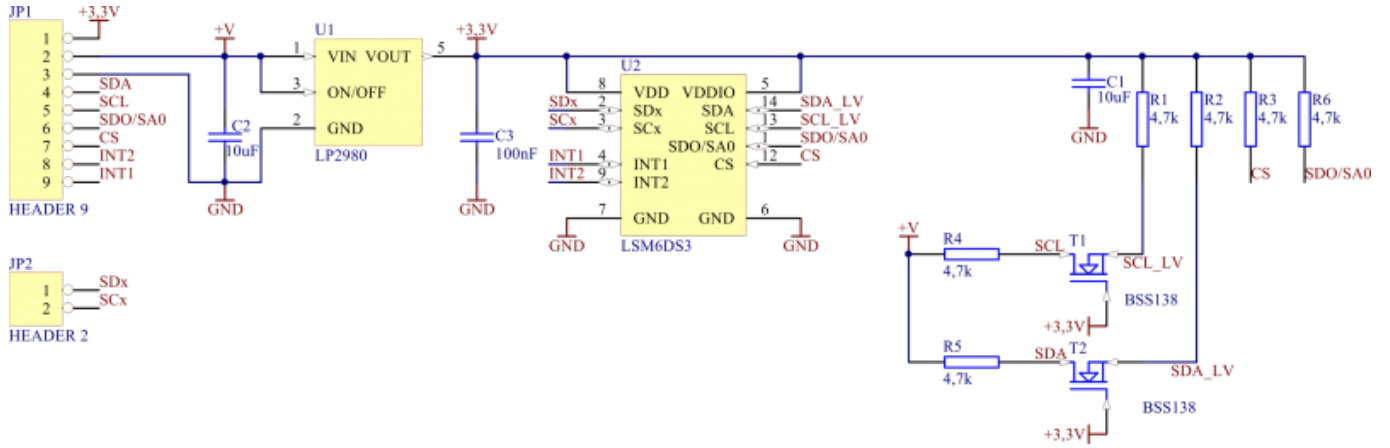 JP1
+3,3V
1
2
3
4 SDA
5 SCL
6 SDO/SA0
7 CS
8 INT2
9 INT1
HEADER 9
JP2
1 SDx
2 SCx
HEADER 2
+V
C2
10uF
GND
U1
1 VIN VOUT 5
3 ON/OFF
2 GND
LP2980
+3,3V
C3
100nF
GND
U2
8 VDD VDDIO 5
SDx 2 SDx SDA 14 SDA_LV
SCx 3 SCx SCL 13 SCL_LV
SDO/SA0 1 SDO/SA0
INT1 4 INT1 CS 12 CS
INT2 9 INT2
7 GND GND 6
GND GND
LSM6DS3
C1
10uF
GND
R1
4,7k
R2
4,7k
R3
4,7k
R6
4,7k
CS
SDO/SA0
+V
R4
4,7k
SCL
T1
SCL_LV
BSS138
+3,3V
R5
4,7k
SDA
T2
SDA_LV
BSS138
+3,3V